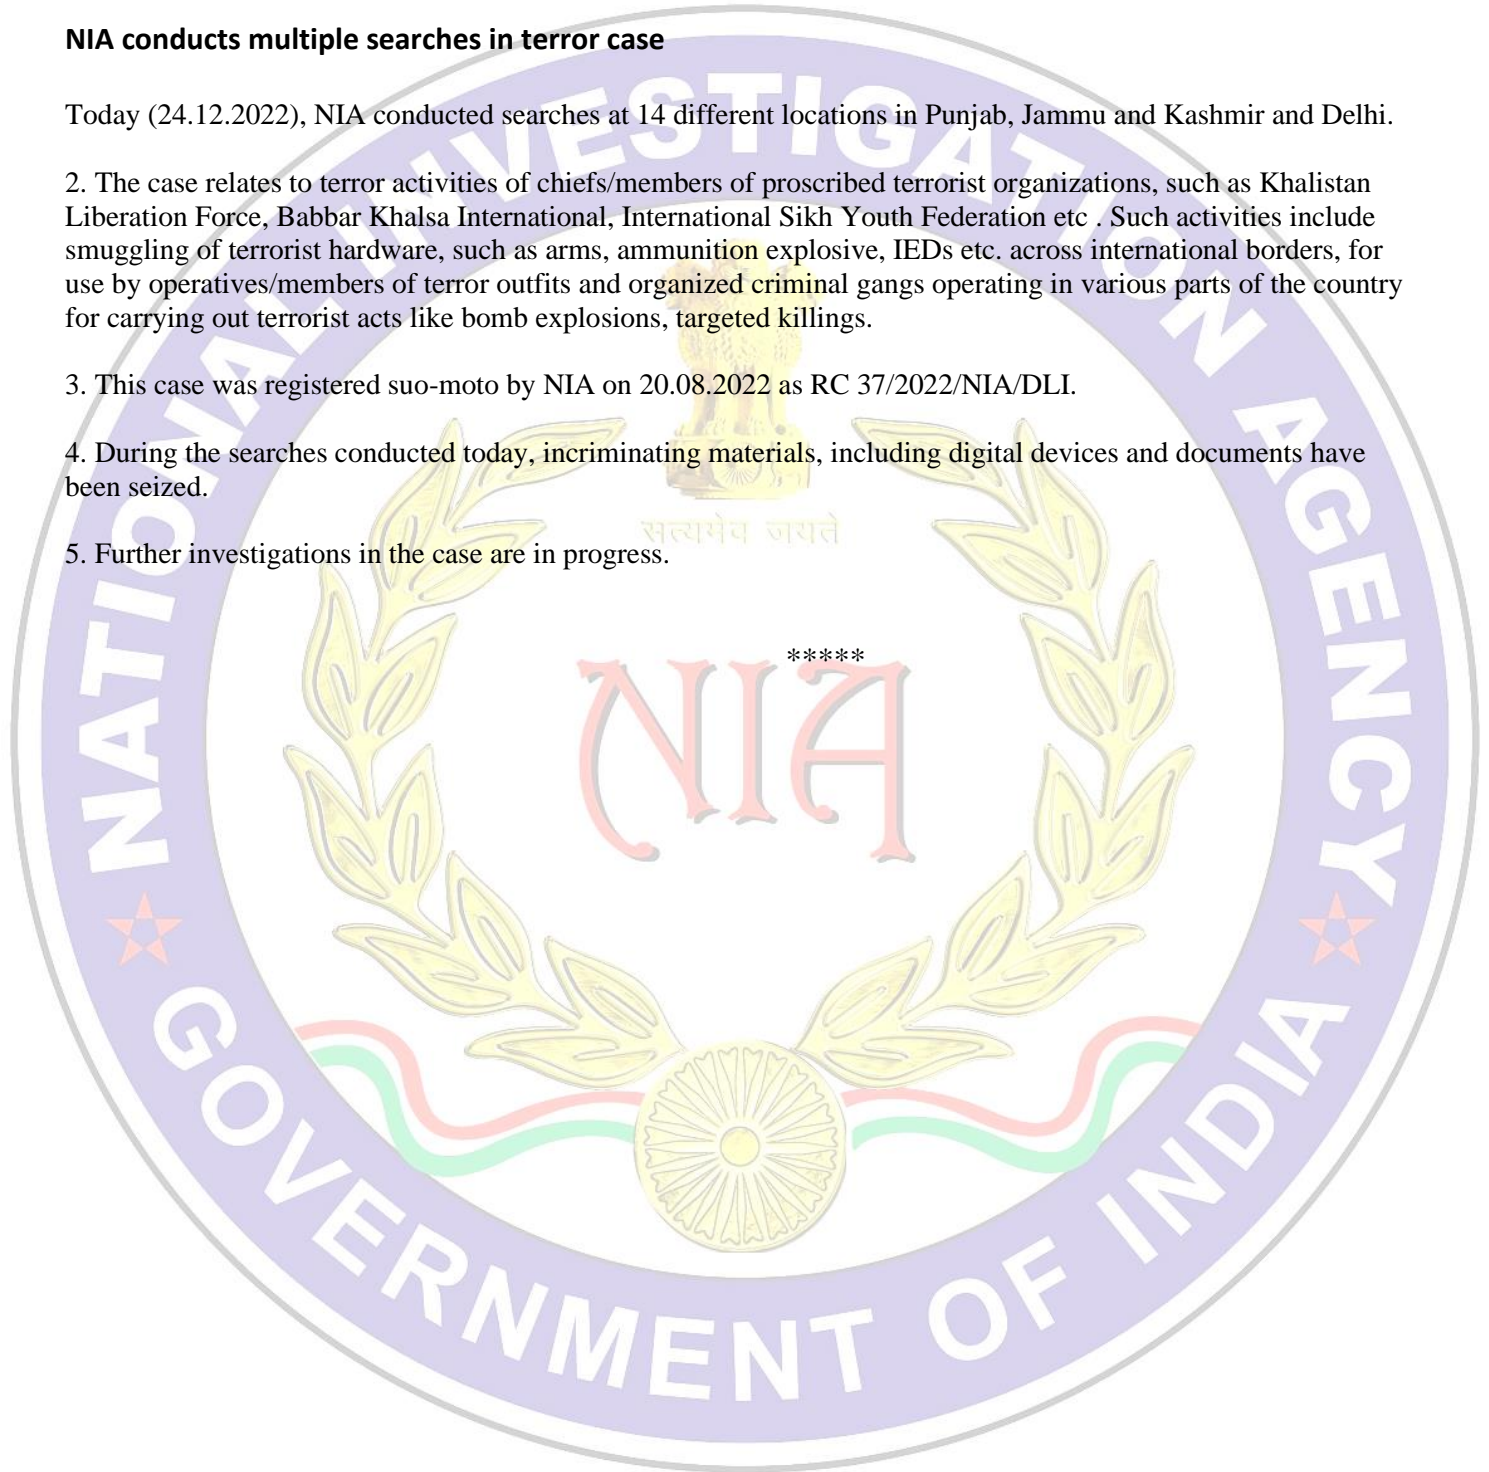 NIA conducts multiple searches in terror case
Today (24.12.2022), NIA conducted searches at 14 different locations in Punjab, Jammu and Kashmir and Delhi.
2. The case relates to terror activities of chiefs/members of proscribed terrorist organizations, such as Khalistan
Liberation Force, Babbar Khalsa International, International Sikh Youth Federation etc . Such activities include
smuggling of terrorist hardware, such as arms, ammunition explosive, IEDs etc. across international borders, for
use by operatives/members of terror outfits and organized criminal gangs operating in various parts of the country
for carrying out terrorist acts like bomb explosions, targeted killings.
3. This case was registered suo-moto by NIA on 20.08.2022 as RC 37/2022/NIA/DLI.
4. During the searches conducted today, incriminating materials, including digital devices and documents have
been seized.
5. Further investigations in the case are in progress.
*****
NATIONAL INVESTIGATION AGENCY
सत्यमेव जयते
NIA
GOVERNMENT OF INDIA